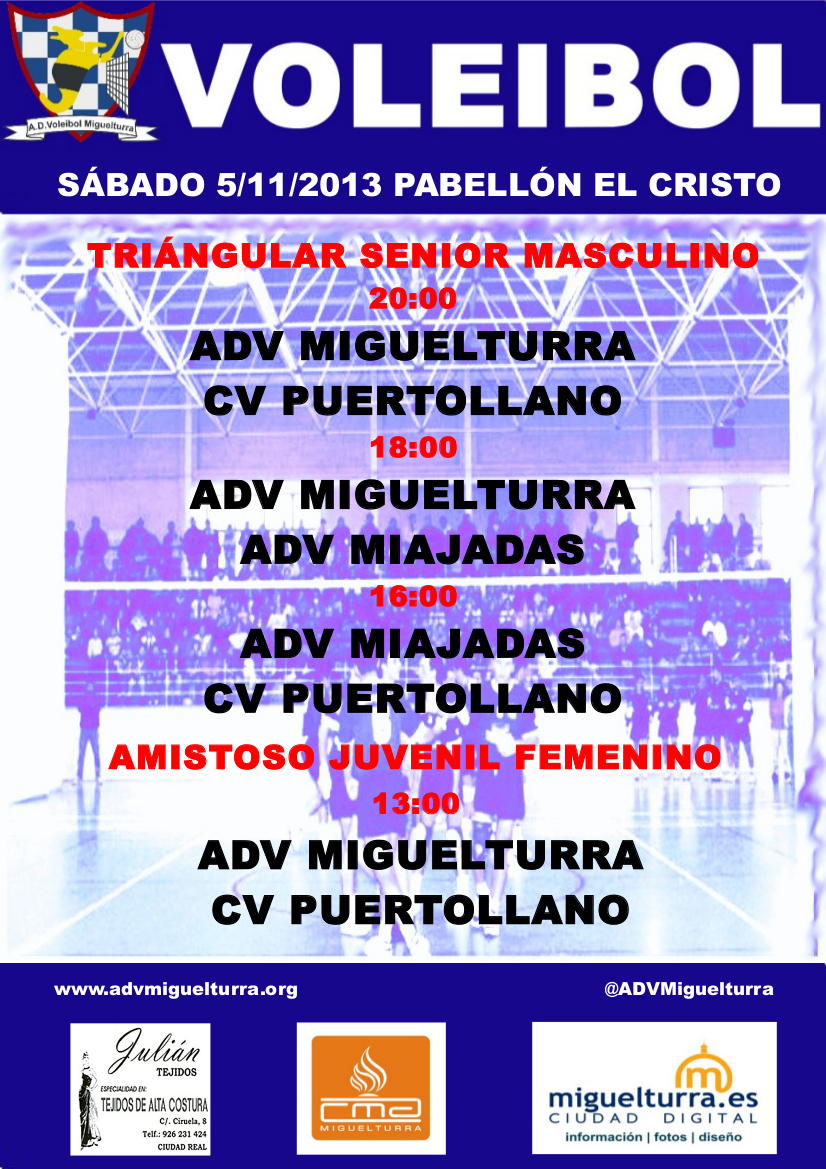 A.D.Voleibol Miguelturra
VOLEIBOL
SÁBADO 5/11/2013 PABELLÓN EL CRISTO
TRIÁNGULAR SENIOR MASCULINO
20:00
ADV MIGUELTURRA
CV PUERTOLLANO
18:00
ADV MIGUELTURRA
ADV MIAJADAS
16:00
ADV MIAJADAS
CV PUERTOLLANO
AMISTOSO JUVENIL FEMENINO
13:00
ADV MIGUELTURRA
CV PUERTOLLANO
www.advmiguelturra.org
@ADVMiguelturra
Julián
TEJIDOS
ESPECIALIDAD EN:
TEJIDOS DE ALTA COSTURA
C/. Ciruela, 8
Telf.: 926 231 424
CIUDAD REAL
cma
MIGUELTURRA
m
miguelturra.es
CIUDAD DIGITAL
información | fotos | diseño